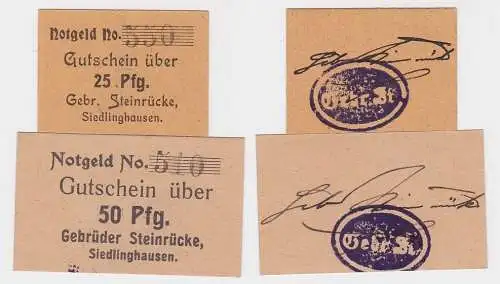 Notgeld No. 550
Gutschein über
25 Pfg.
Gebr. Steinrücke,
Siedlinghausen.
Gebr. St
Notgeld No. 510
Gutschein über
50 Pfg.
Gebrüder Steinrücke,
Siedlinghausen.
Gebr. St